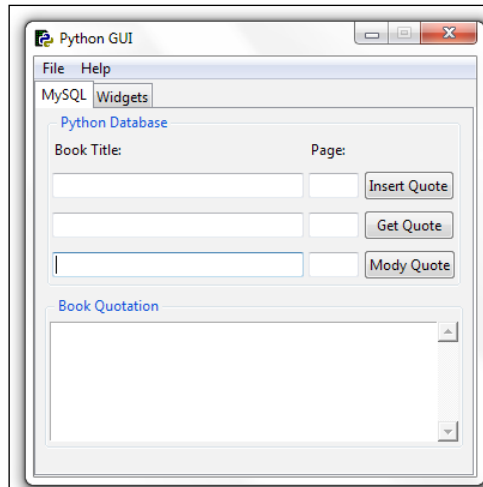 Python GUI
File Help
MySQL Widgets
Python Database
Book Title: Page:
Insert Quote
Get Quote
Mody Quote
Book Quotation